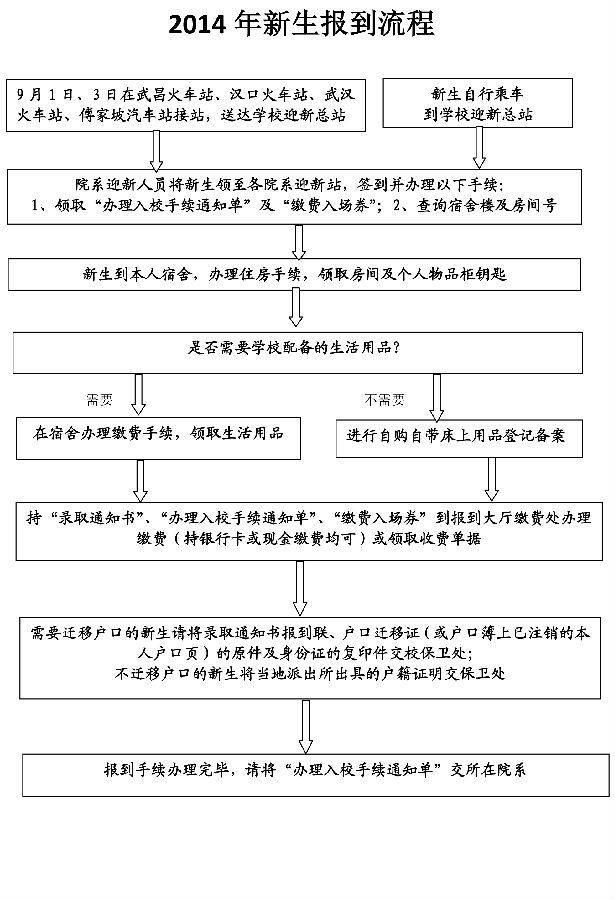 2014 年新生报到流程
9 月 1 日、3 日在武昌火车站、汉口火车站、武汉
火车站、傅家坡汽车站接站，送达学校迎新总站
新生自行乘车
到学校迎新总站
院系迎新人员将新生领至各院系迎新站，签到并办理以下手续：
1、领取“办理入校手续通知单”及“缴费入场券”；2、查询宿舍楼及房间号
新生到本人宿舍，办理住房手续，领取房间及个人物品柜钥匙
是否需要学校配备的生活用品？
需要
不需要
在宿舍办理缴费手续，领取生活用品
进行自购自带床上用品登记备案
持“录取通知书”、“办理入校手续通知单”、“缴费入场券”到报到大厅缴费处办理
缴费（持银行卡或现金缴费均可）或领取收费单据
需要迁移户口的新生请将录取通知书报到联、户口迁移证（或户口簿上已注销的本
人户口页）的原件及身份证的复印件交校保卫处；
不迁移户口的新生将当地派出所出具的户籍证明交保卫处
报到手续办理完毕，请将“办理入校手续通知单”交所在院系